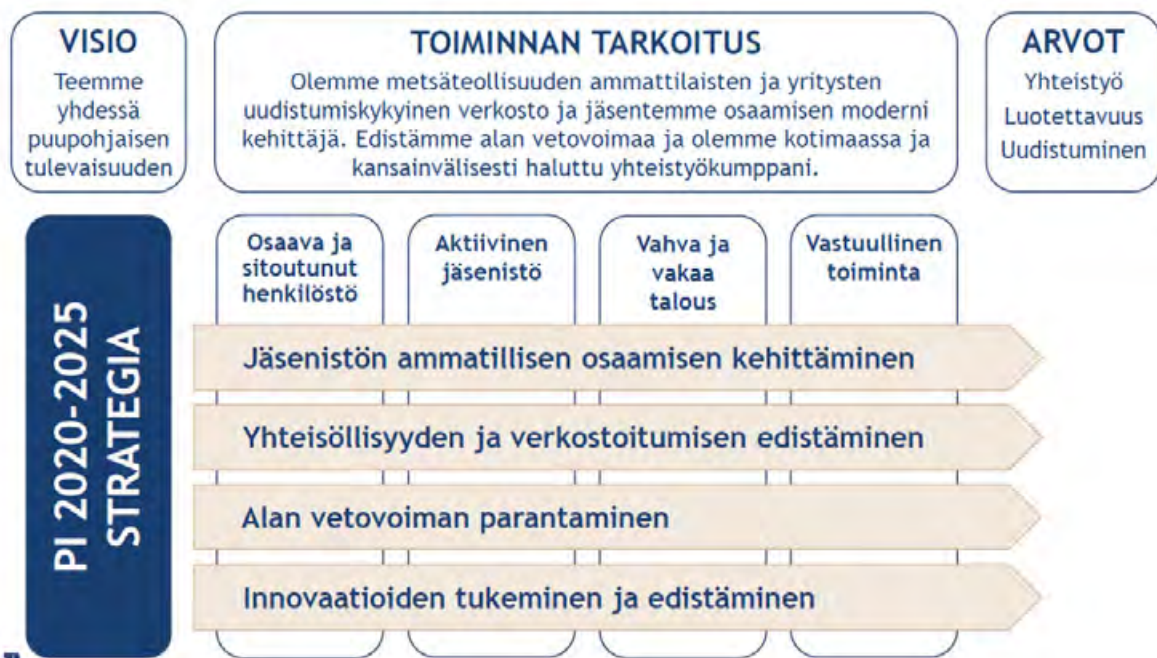 VISIO
Teemme
yhdessä
puupohjaisen
tulevaisuuden
TOIMINNAN TARKOITUS
Olemme metsäteollisuuden ammattilaisten ja yritysten
uudistumiskykyinen verkosto ja jäsentemme osaamisen moderni
kehittäjä. Edistämme alan vetovoimaa ja olemme kotimaassa ja
kansainvälisesti haluttu yhteistyökumppani.
ARVOT
Yhteistyö
Luotettavuus
Uudistuminen
PI 2020-2025
STRATEGIA
Osaava ja
sitoutunut
henkilöstö
Aktiivinen
jäsenistö
Vahva ja
vakaa
talous
Vastuullinen
toiminta
Jäsenistön ammatillisen osaamisen kehittäminen
Yhteisöllisyyden ja verkostoitumisen edistäminen
Alan vetovoiman parantaminen
Innovaatioiden tukeminen ja edistäminen